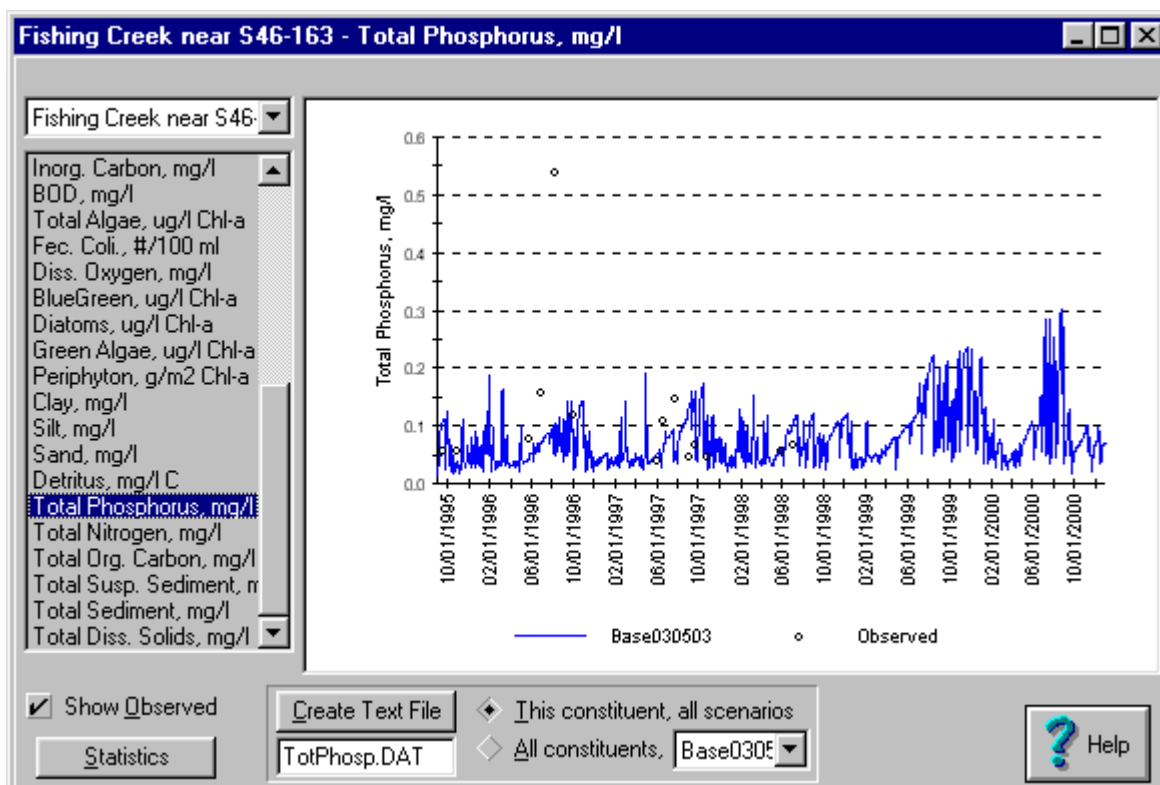 Fishing Creek near S46-163 - Total Phosphorus, mg/l
Fishing Creek near S46-
Inorg. Carbon, mg/l
BOD, mg/l
Total Algae, ug/l Chl-a
Fec. Coli., #/100 ml
Diss. Oxygen, mg/l
BlueGreen, ug/l Chl-a
Diatoms, ug/l Chl-a
Green Algae, ug/l Chl-a
Periphyton, g/m2 Chl-a
Clay, mg/l
Silt, mg/l
Sand, mg/l
Detritus, mg/l C
Total Phosphorus, mg/l
Total Nitrogen, mg/l
Total Org. Carbon, mg/l
Total Susp. Sediment, m
Total Sediment, mg/l
Total Diss. Solids, mg/l
Total Phosphorus, mg/l
0.6
0.5
0.4
0.3
0.2
0.1
0.0
10/01/1995
02/01/1996
06/01/1996
10/01/1996
02/01/1997
06/01/1997
10/01/1997
02/01/1998
06/01/1998
10/01/1998
02/01/1999
06/01/1999
10/01/1999
02/01/2000
06/01/2000
10/01/2000
Base030503
Observed
Show Observed
Statistics
Create Text File
TotPhosp.DAT
This constituent, all scenarios
All constituents,
Base0305
Help